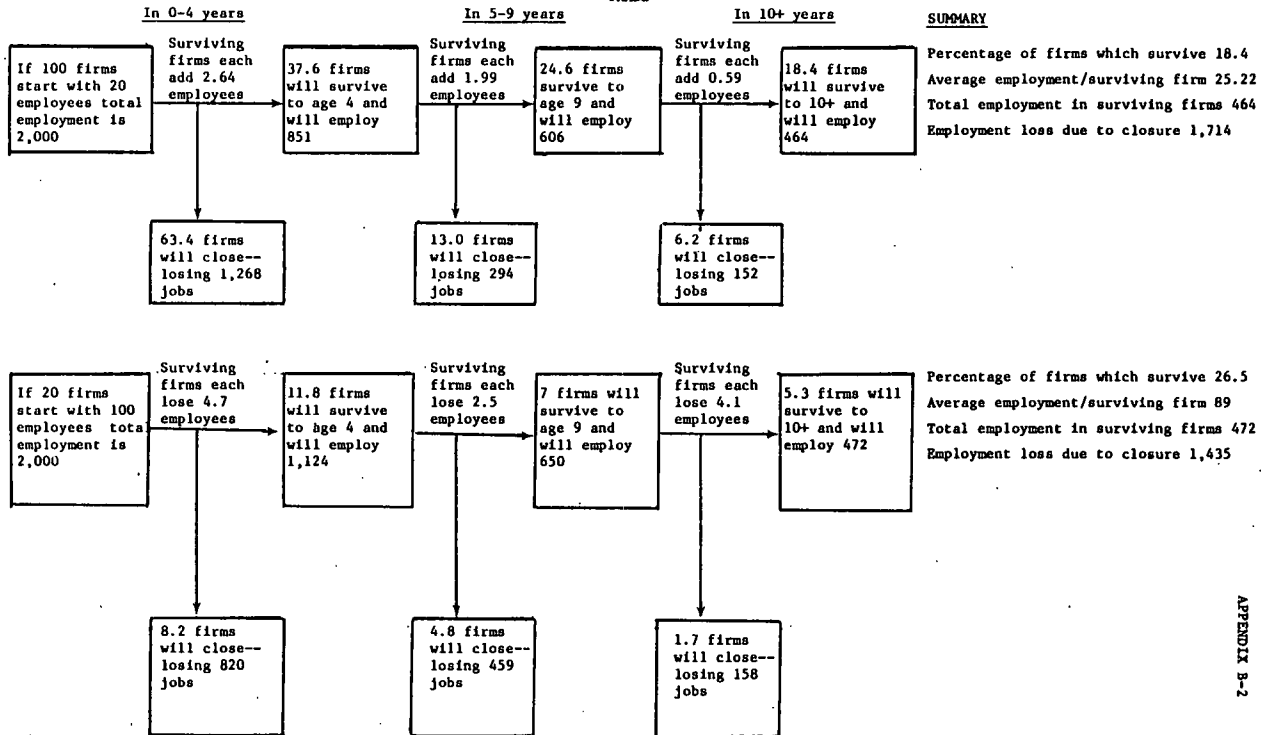 In 0-4 years
In 5-9 years
In 10+ years
SUMMARY
If 100 firms
start with 20
employees total
employment is
2,000
Surviving
firms each
add 2.64
employees
37.6 firms
will survive
to age 4 and
will employ
851
Surviving
firms each
add 1.99
employees
24.6 firms
survive to
age 9 and
will employ
606
Surviving
firms each
add 0.59
employees
18.4 firms
will survive
to 10+ and
will employ
464
Percentage of firms which survive 18.4
Average employment/surviving firm 25.22
Total employment in surviving firms 464
Employment loss due to closure 1,714
63.4 firms
will close--
losing 1,268
jobs
13.0 firms
will close--
losing 294
jobs
6.2 firms
will close--
losing 152
jobs
If 20 firms
start with 100
employees tota
employment is
2,000
Surviving
firms each
lose 4.7
employees
11.8 firms
will survive
to age 4 and
will employ
1,124
Surviving
firms each
lose 2.5
employees
7 firms will
survive to
age 9 and
will employ
650
Surviving
firms each
lose 4.1
employees
5.3 firms will
survive to
10+ and will
employ 472
Percentage of firms which survive 26.5
Average employment/surviving firm 89
Total employment in surviving firms 472
Employment loss due to closure 1,435
8.2 firms
will close--
losing 820
jobs
4.8 firms
will close--
losing 459
jobs
1.7 firms
will close--
losing 158
jobs
APPENDIX B-2